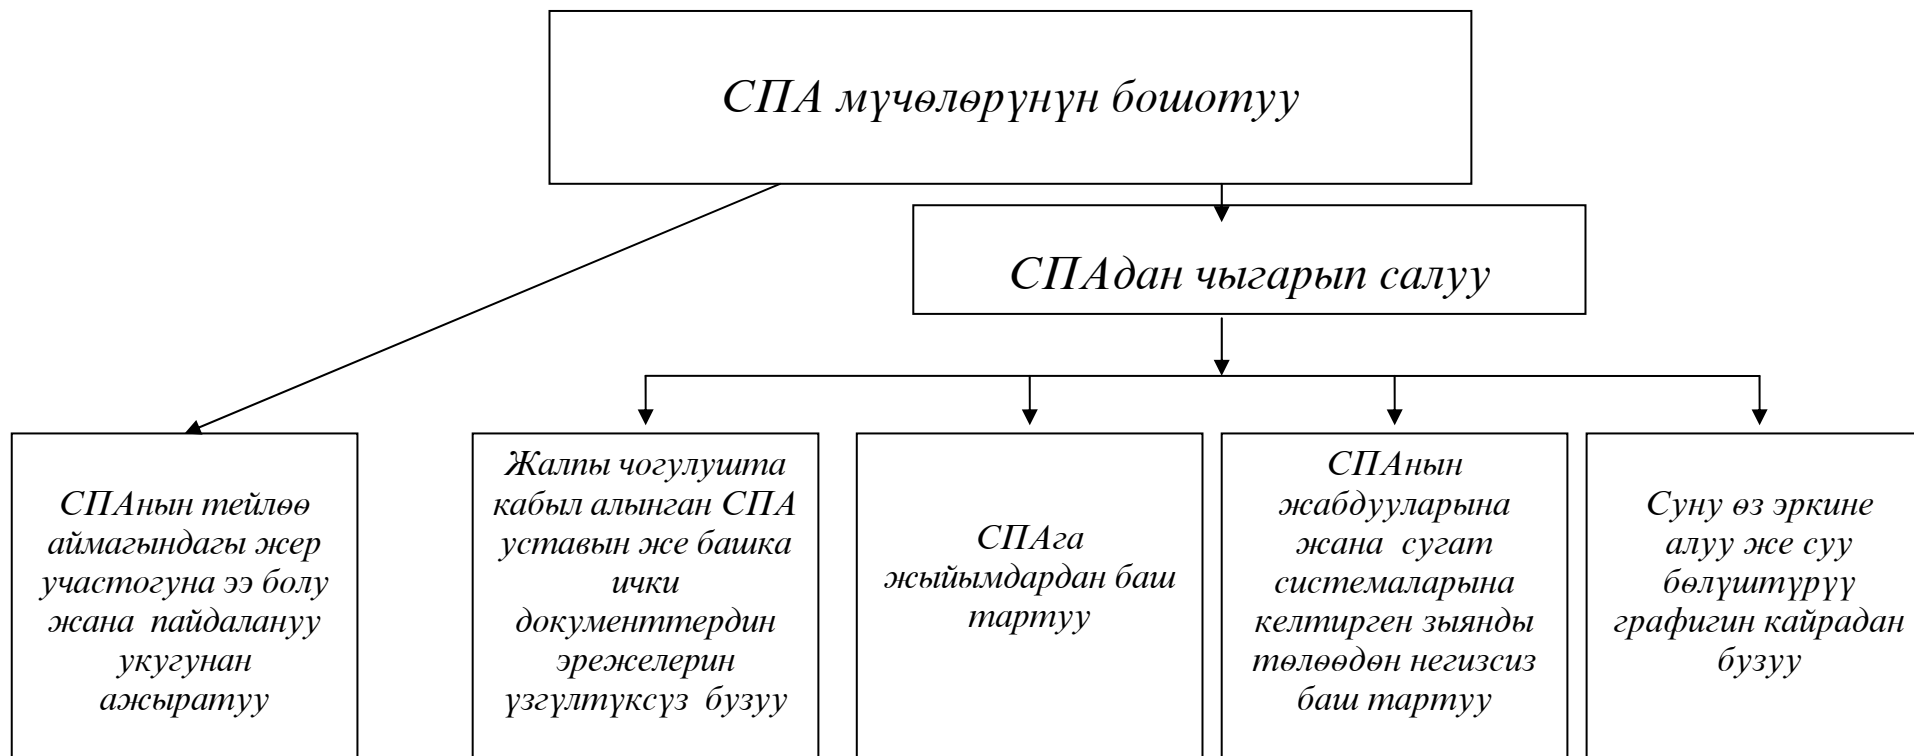 СПА мүчөлөрүнүн бошотуу
СПАдан чыгарып салуу
СПАнын тейлөө
аймагындагы жер
участогуна ээ болу
жана пайдалануу
укугунан
ажыратуу
Жалпы чогулушта
кабыл алынган СПА
уставын же башка
ички
документтердин
эрежелерин
үзгүлтүксүз бузуу
СПАга
жыйымдардан баш
тартуу
СПАнын
жабдууларына
жана сугат
системаларына
келтирген зыянды
төлөөдөн негизсиз
баш тартуу
Суну өз эркине
алуу же суу
бөлүштүрүү
графигин кайрадан
бузуу